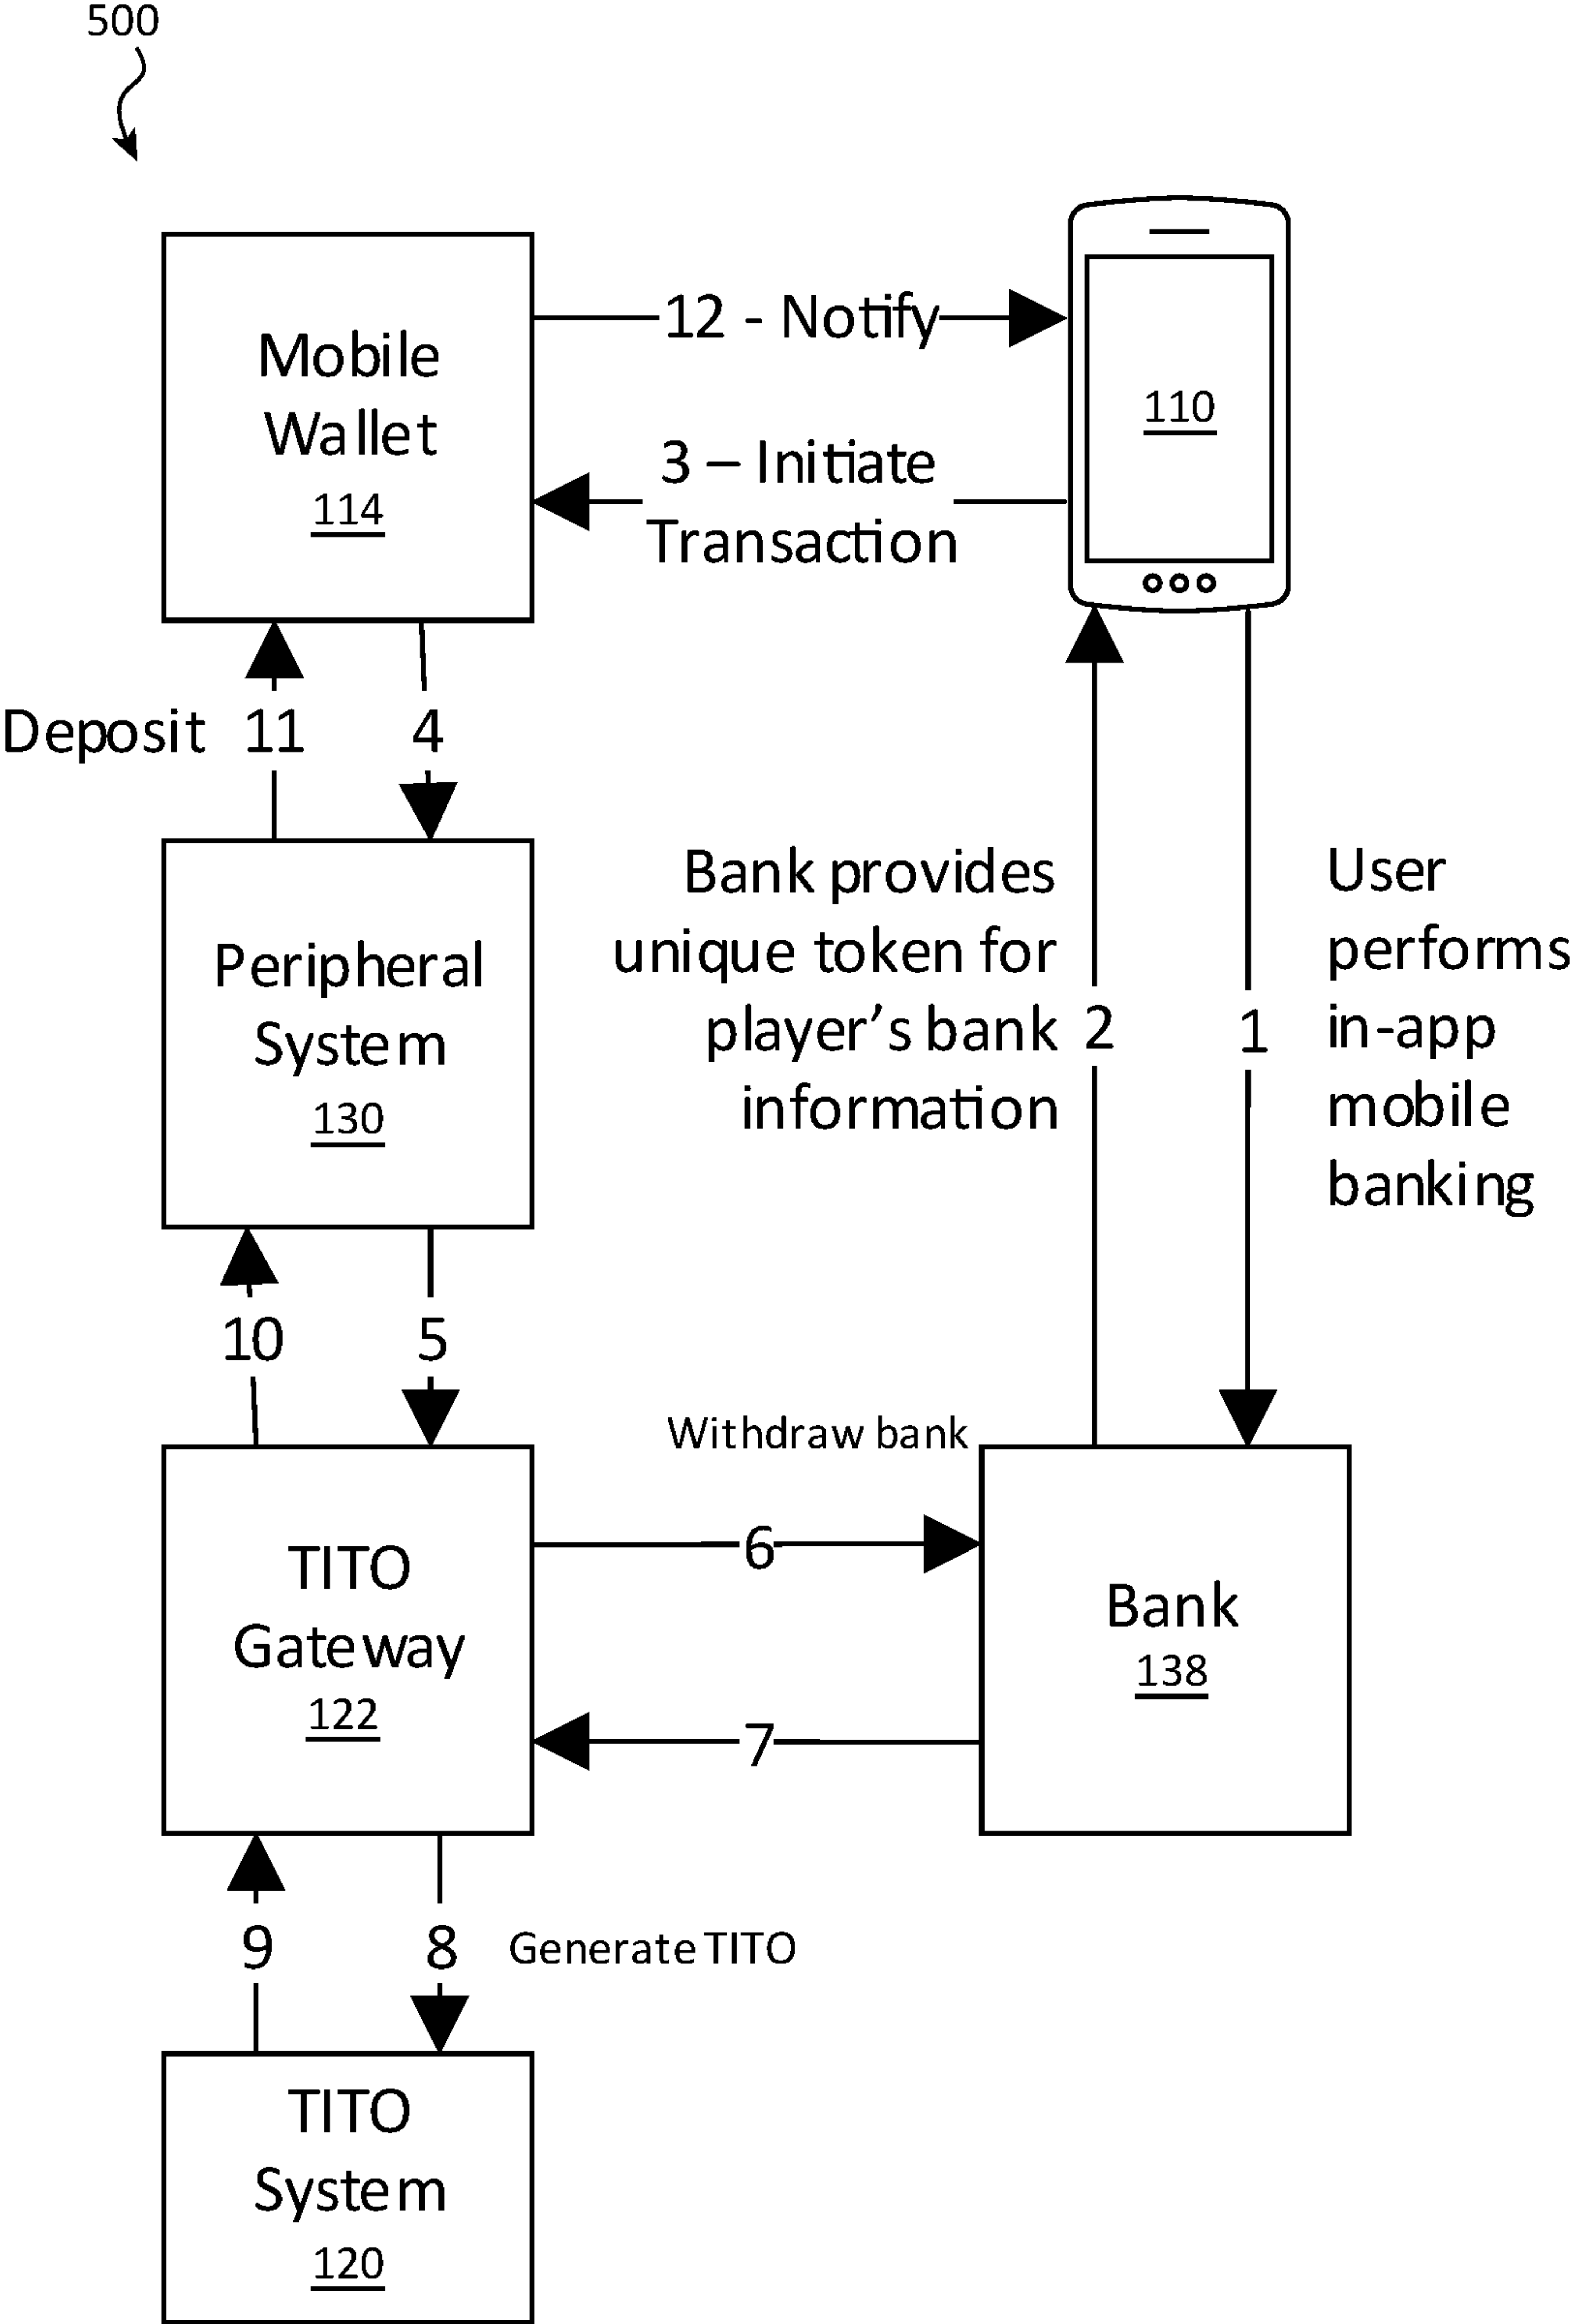 500
12 - Notify
110
Mobile
Wallet
114
3 – Initiate
Transaction
Deposit 11
4
Peripheral
System
130
Bank provides
unique token for
player’s bank
information
2
1
User
performs
in-app
mobile
banking
10
5
Withdraw bank
TITO
Gateway
122
6
7
Bank
138
9
8
Generate TITO
TITO
System
120